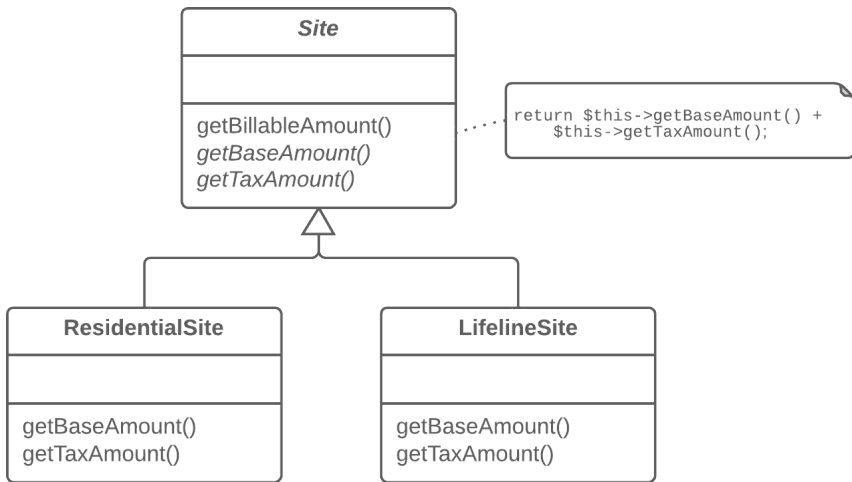 Site
getBillableAmount()
getBaseAmount()
getTaxAmount()
return $this->getBaseAmount() +
$this->getTaxAmount();
ResidentialSite
getBaseAmount()
getTaxAmount()
LifelineSite
getBaseAmount()
getTaxAmount()